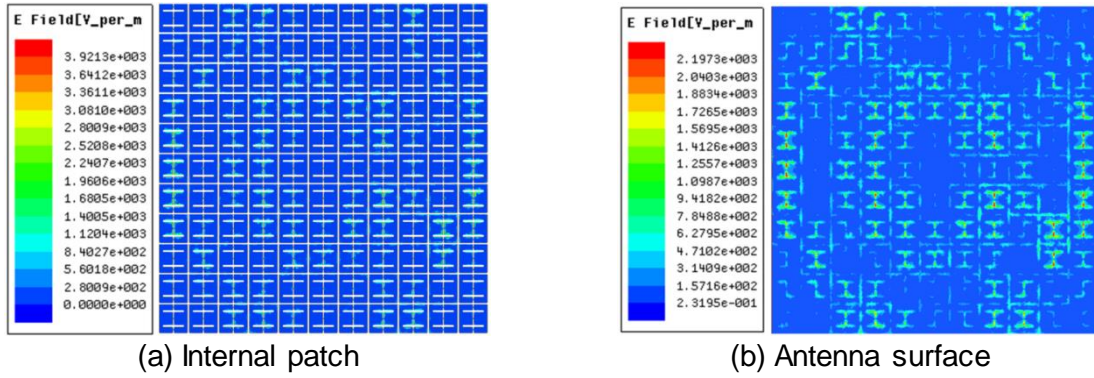 E Field[V_per_m
3.9213e+003
3.6412e+003
3.3611e+003
3.0810e+003
2.8009e+003
2.5208e+003
2.2407e+003
1.9606e+003
1.6805e+003
1.4005e+003
1.1204e+003
8.4027e+002
5.6018e+002
2.8009e+002
0.0000e+000
(a) Internal patch
E Field[V_per_m
2.1973e+003
2.0403e+003
1.8834e+003
1.7265e+003
1.5695e+003
1.4126e+003
1.2557e+003
1.0987e+003
9.4182e+002
7.8488e+002
6.2795e+002
4.7102e+002
3.1409e+002
1.5716e+002
2.3195e-001
(b) Antenna surface